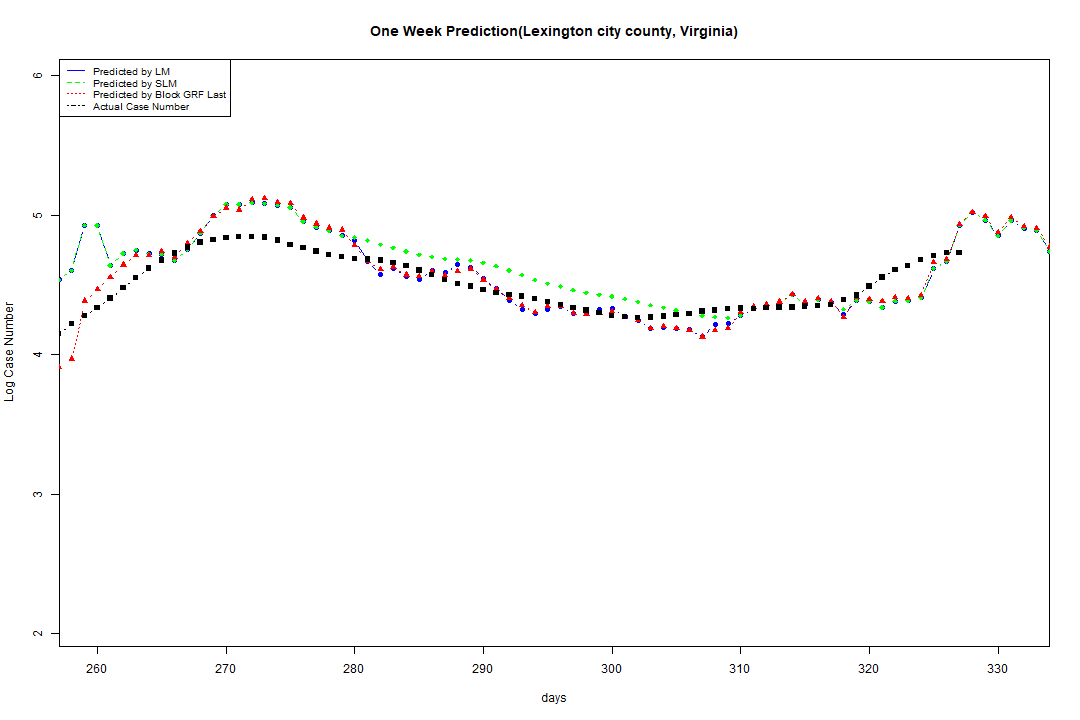 One Week Prediction(Lexington city county, Virginia)
Predicted by LM
Predicted by SLM
Predicted by Block GRF Last
Actual Case Number
6
5
4
3
2
Log Case Number
260 270 280 290 300 310 320 330
days